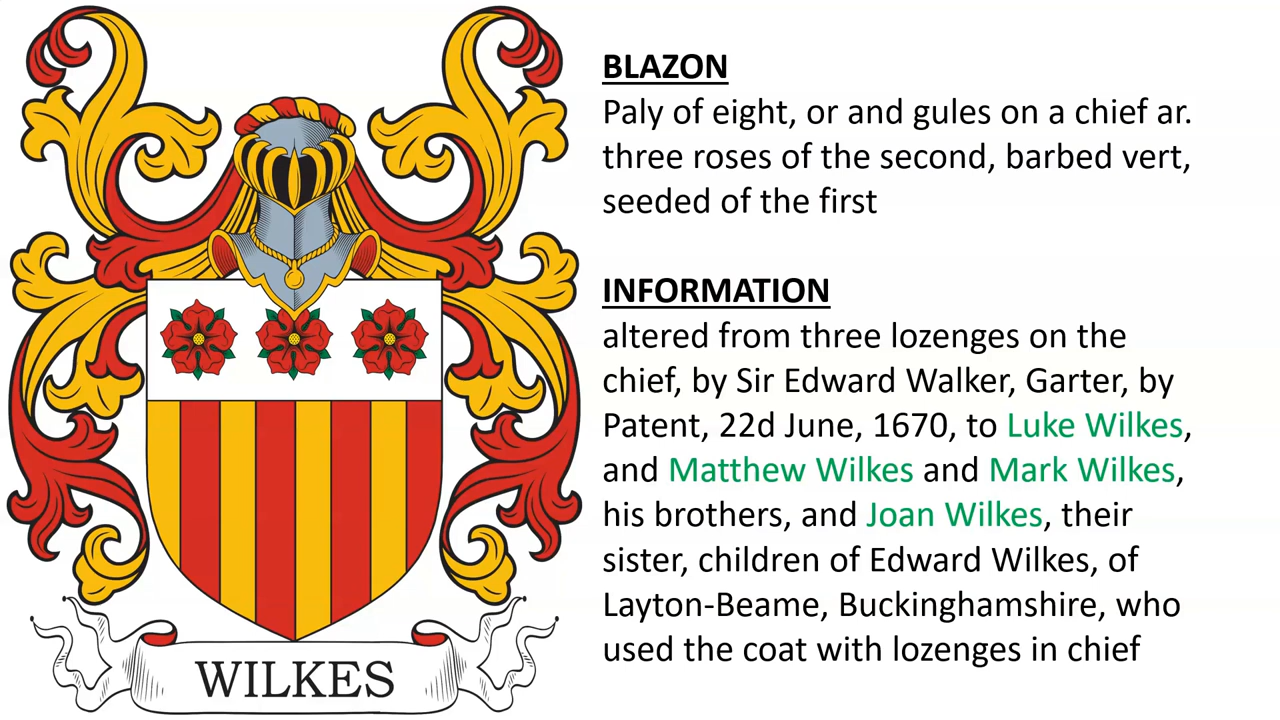 BLAZON
Paly of eight, or and gules on a chief ar.
three roses of the second, barbed vert,
seeded of the first
INFORMATION
altered from three lozenges on the
chief, by Sir Edward Walker, Garter, by
Patent, 22d June, 1670, to Luke Wilkes,
and Matthew Wilkes and Mark Wilkes,
his brothers, and Joan Wilkes, their
sister, children of Edward Wilkes, of
Layton-Beame, Buckinghamshire, who
used the coat with lozenges in chief
WILKES